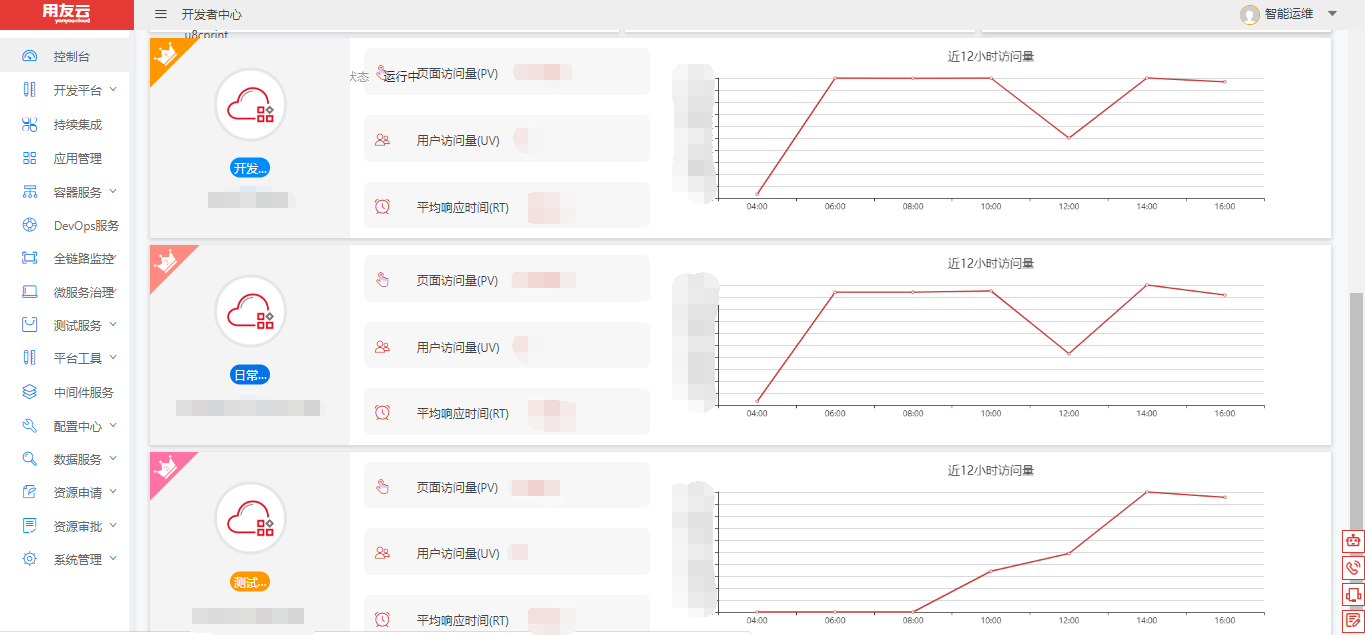 用友云
yonyoucloud
开发者中心
智能运维
控制台
开发平台
持续集成
应用管理
容器服务
DevOps服务
全链路监控
微服务治理
测试服务
平台工具
中间件服务
配置中心
数据服务
资源申请
资源审批
系统管理
u8cprint
状态 运行中
页面访问量(PV)
用户访问量(UV)
平均响应时间(RT)
开发...
近12小时访问量
04:00 06:00 08:00 10:00 12:00 14:00 16:00
页面访问量(PV)
用户访问量(UV)
平均响应时间(RT)
日常...
近12小时访问量
04:00 06:00 08:00 10:00 12:00 14:00 16:00
页面访问量(PV)
用户访问量(UV)
平均响应时间(RT)
测试...
近12小时访问量
04:00 06:00 08:00 10:00 12:00 14:00 16:00